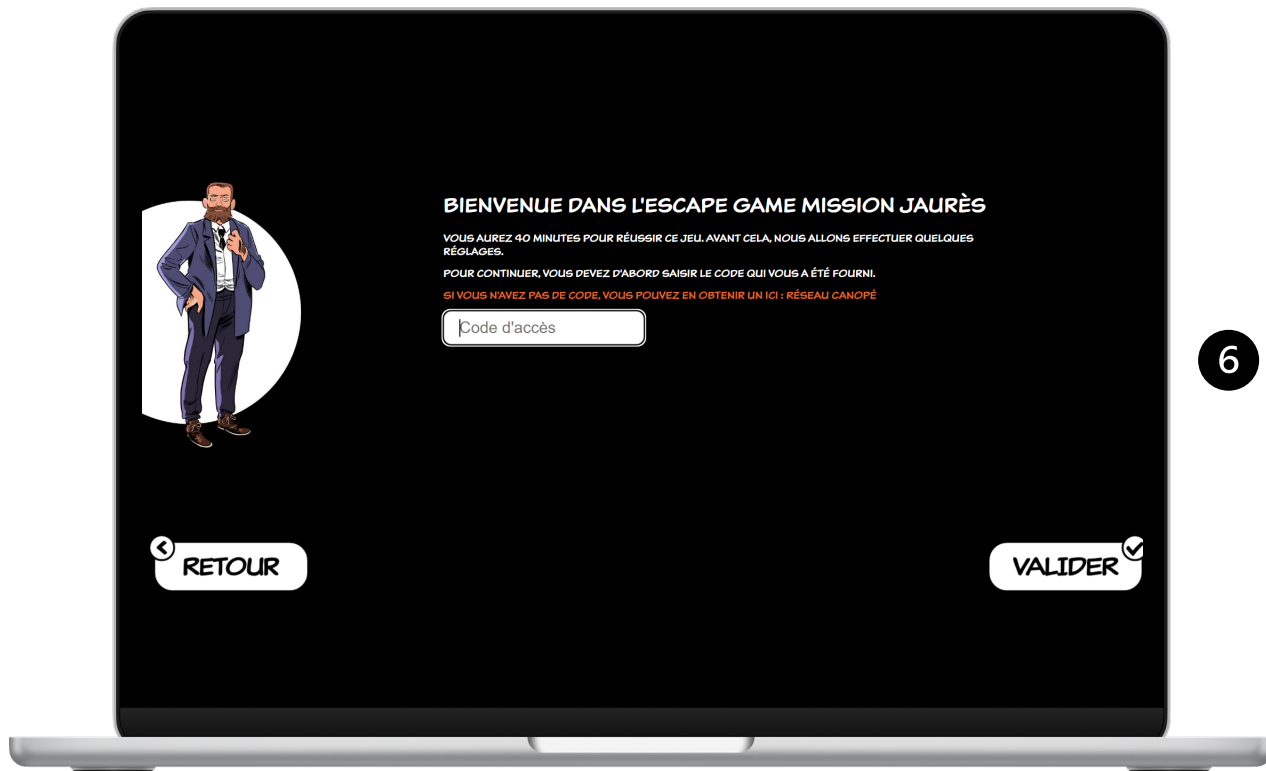 BIENVENUE DANS L'ESCAPE GAME MISSION JAURÈS
VOUS AUREZ 40 MINUTES POUR RÉUSSIR CE JEU. AVANT CELA, NOUS ALLONS EFFECTUER QUELQUES
RÉGLAGES.
POUR CONTINUER, VOUS DEVEZ D'ABORD SAISIR LE CODE QUI VOUS A ÉTÉ FOURNI.
SI VOUS N'AVEZ PAS DE CODE, VOUS POUVEZ EN OBTENIR UN ICI : RÉSEAU CANOPÉ
Code d'accès
6
RETOUR
VALIDER